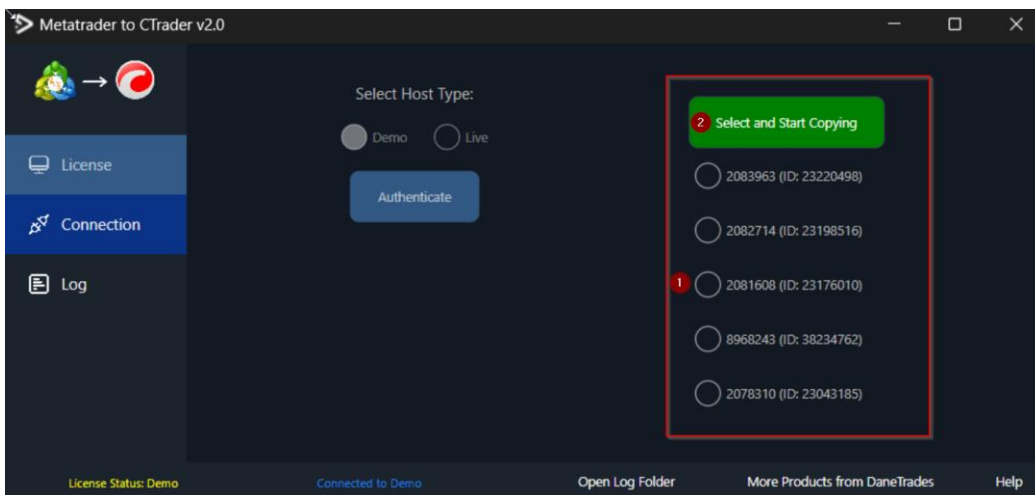 Metatrader to CTrader v2.0
License
Connection
Log
Select Host Type:
Demo Live
Authenticate
2 Select and Start Copying
2083963 (ID: 23220498)
2082714 (ID: 23198516)
1 2081608 (ID: 23176010)
8968243 (ID: 38234762)
2078310 (ID: 23043185)
License Status: Demo
Connected to Demo
Open Log Folder
More Products from DaneTrades
Help